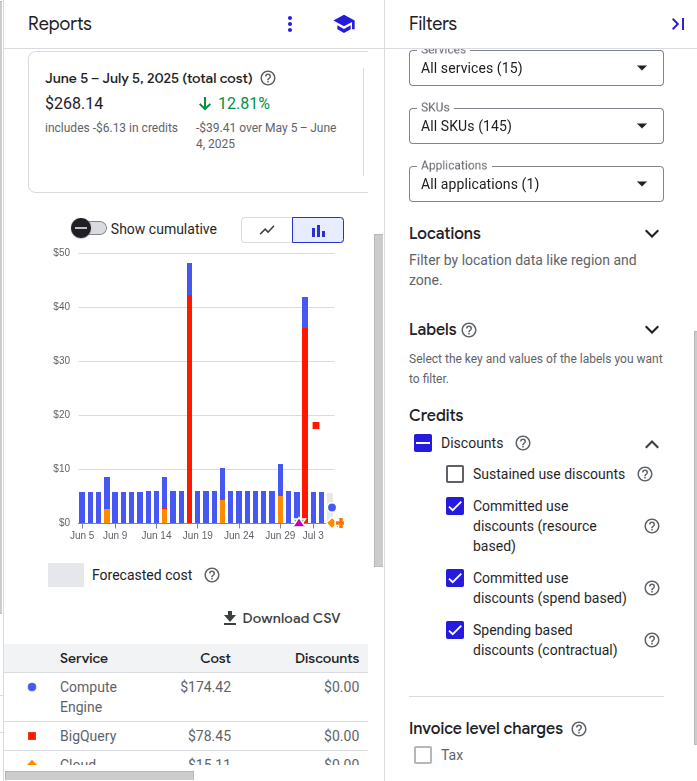 Reports
June 5 – July 5, 2025 (total cost)
$268.14
12.81%
includes -$6.13 in credits
-$39.41 over May 5 – June
4, 2025
Show cumulative
$50
$40
$30
$20
$10
$0
Jun 5
Jun 9
Jun 14
Jun 19
Jun 24
Jun 29
Jul 3
Forecasted cost
Download CSV
Service Cost Discounts
Compute
Engine
$174.42 $0.00
BigQuery $78.45 $0.00
Cloud $15.11 $0.00
Filters
Services
All services (15)
SKUs
All SKUs (145)
Applications
All applications (1)
Locations
Filter by location data like region and
zone.
Labels
Select the key and values of the labels you want
to filter.
Credits
Discounts
Sustained use discounts
Committed use
discounts (resource
based)
Committed use
discounts (spend based)
Spending based
discounts (contractual)
Invoice level charges
Tax